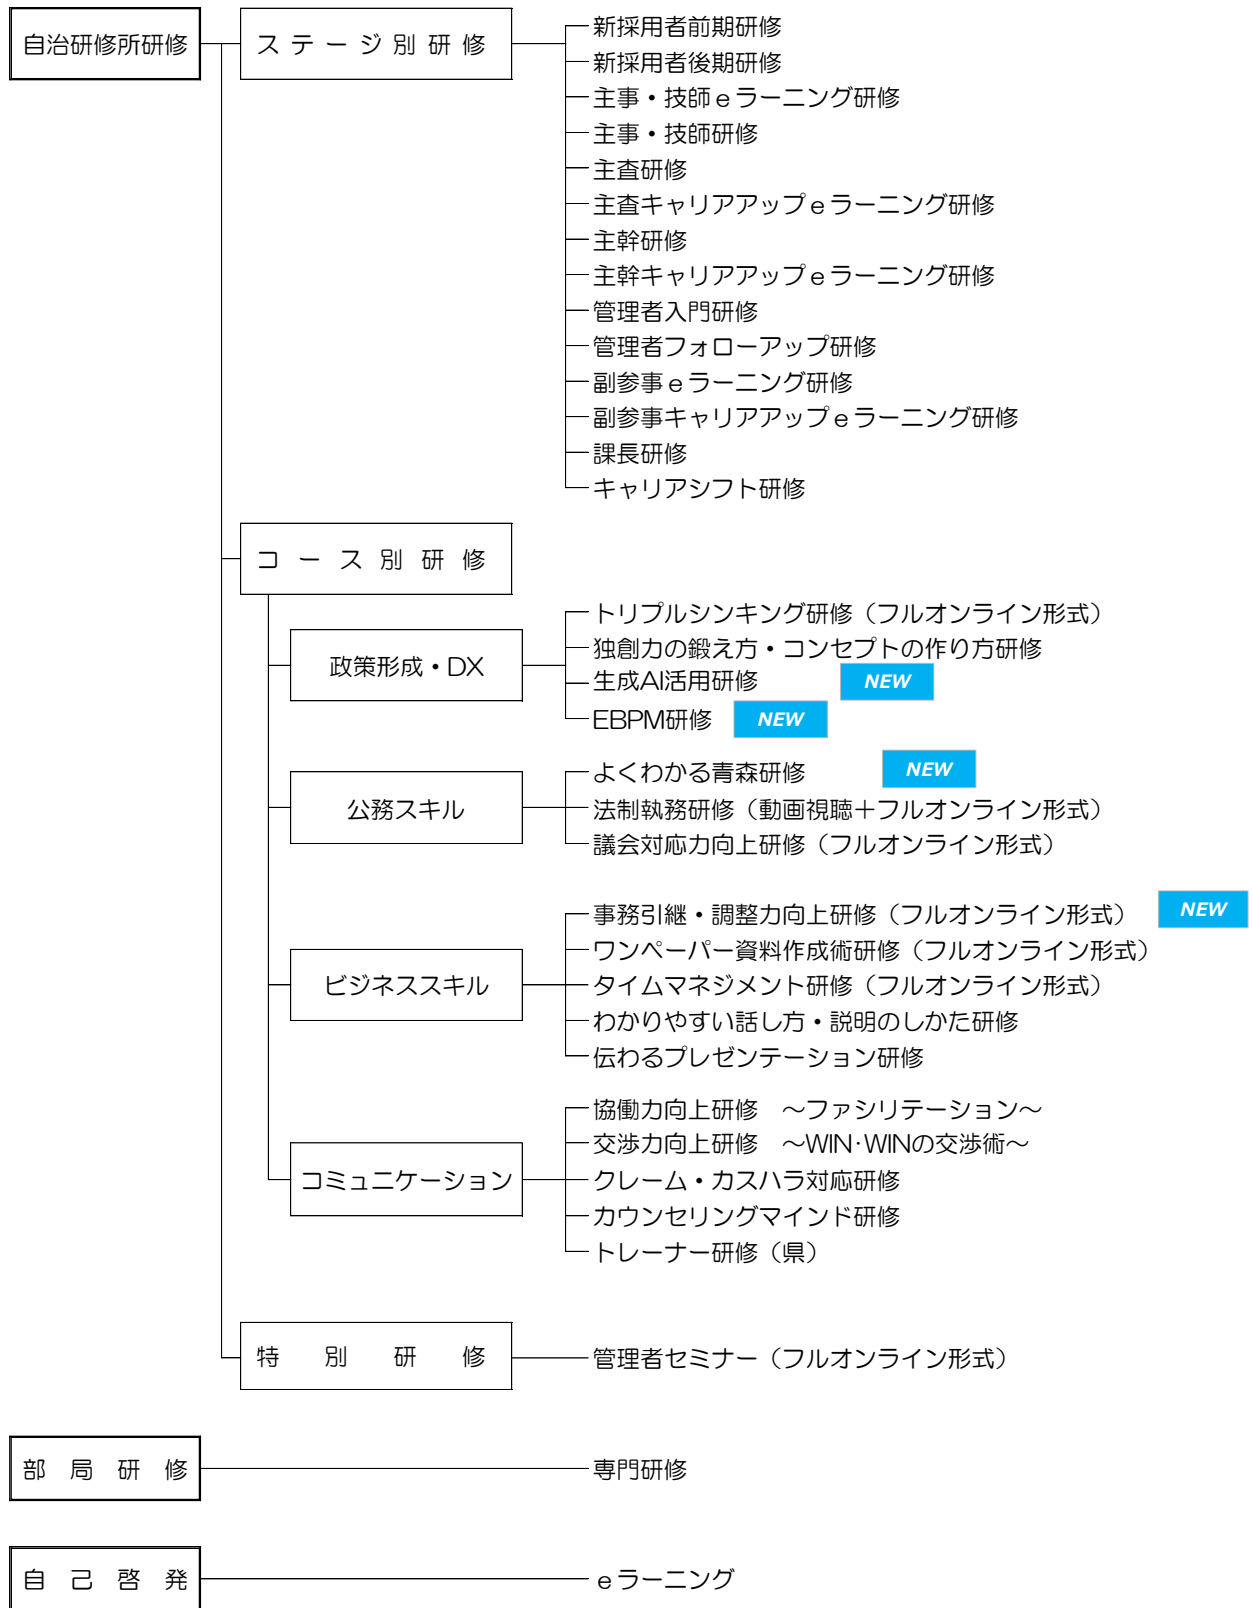 自治研修所研修
ステージ別研修
新採用者前期研修
新採用者後期研修
主事・技師ｅラーニング研修
主事・技師研修
主査研修
主査キャリアアップｅラーニング研修
主幹研修
主幹キャリアアップｅラーニング研修
管理者入門研修
管理者フォローアップ研修
副参事ｅラーニング研修
副参事キャリアアップｅラーニング研修
課長研修
キャリアシフト研修
コース別研修
政策形成・DX
トリプルシンキング研修（フルオンライン形式）
独創力の鍛え方・コンセプトの作り方研修
生成AI活用研修 NEW
EBPM研修 NEW
公務スキル
よくわかる青森研修 NEW
法制執務研修（動画視聴＋フルオンライン形式）
議会対応力向上研修（フルオンライン形式）
ビジネススキル
事務引継・調整力向上研修（フルオンライン形式） NEW
ワンペーパー資料作成術研修（フルオンライン形式）
タイムマネジメント研修（フルオンライン形式）
わかりやすい話し方・説明のしかた研修
伝わるプレゼンテーション研修
コミュニケーション
協働力向上研修　～ファシリテーション～
交渉力向上研修　～WIN・WINの交渉術～
クレーム・カスハラ対応研修
カウンセリングマインド研修
トレーナー研修（県）
特別研修
管理者セミナー（フルオンライン形式）
部局研修
専門研修
自己啓発
ｅラーニング